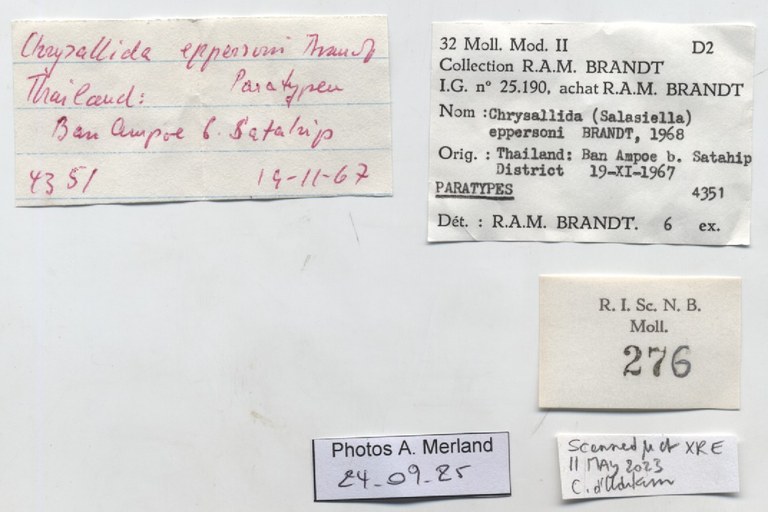 Chrysallida eppersoni Brandt
Thailand: Paratypen
Ban Ampoe b. Satahip
4351 19-11-67
32 Moll. Mod. II D2
Collection R.A.M. BRANDT
I.G. n° 25.190, achat R.A.M. BRANDT
Nom : Chrysallida (Salasiella)
eppersoni BRANDT, 1968
Orig. : Thailand: Ban Ampoe b. Satahip
District 19-XI-1967
PARATYPES 4351
Dét. : R.A.M. BRANDT. 6 ex.
R. I. Sc. N. B.
Moll.
276
Photos A. Merland
24-09-25
Scanned µct XRE
11 MAY 2023
C.